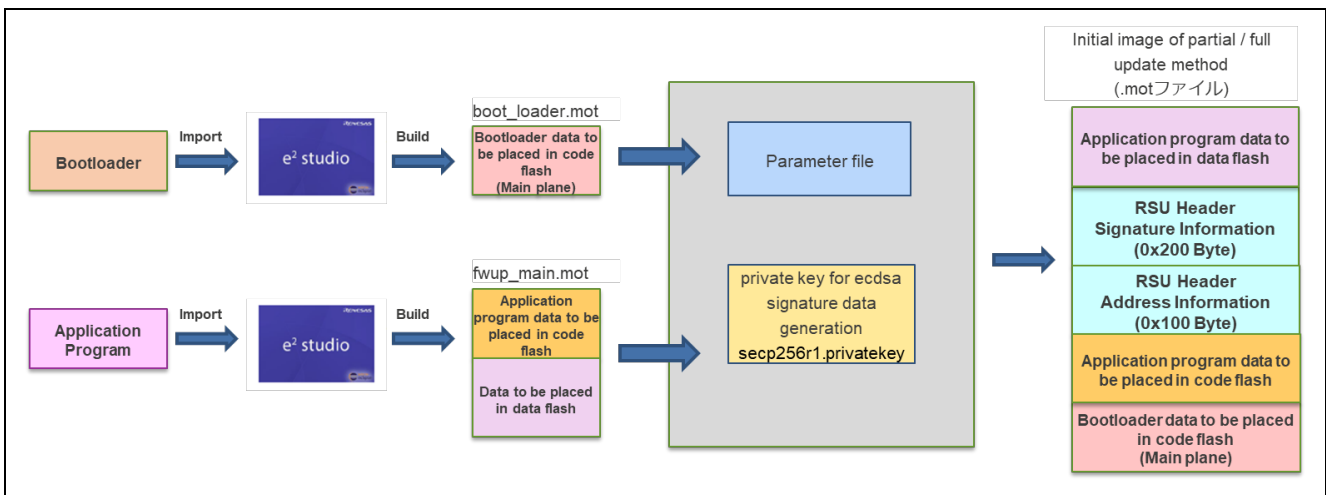 Initial image of partial / full
update method
(.motファイル)
boot_loader.mot
Bootloader
Import
RENESAS
e² studio
Build
Bootloader data to
be placed in code
flash
(Main plane)
Parameter file
fwup_main.mot
Application
Program
Import
RENESAS
e² studio
Build
Application
program data to be
placed in code
flash
Data to be placed
in data flash
private key for ecdsa
signature data
generation
secp256r1.privatekey
Application program data to
be placed in data flash
RSU Header
Signature Information
(0x200 Byte)
RSU Header
Address Information
(0x100 Byte)
Application program data to
be placed in code flash
Bootloader data to be placed
in code flash
(Main plane)